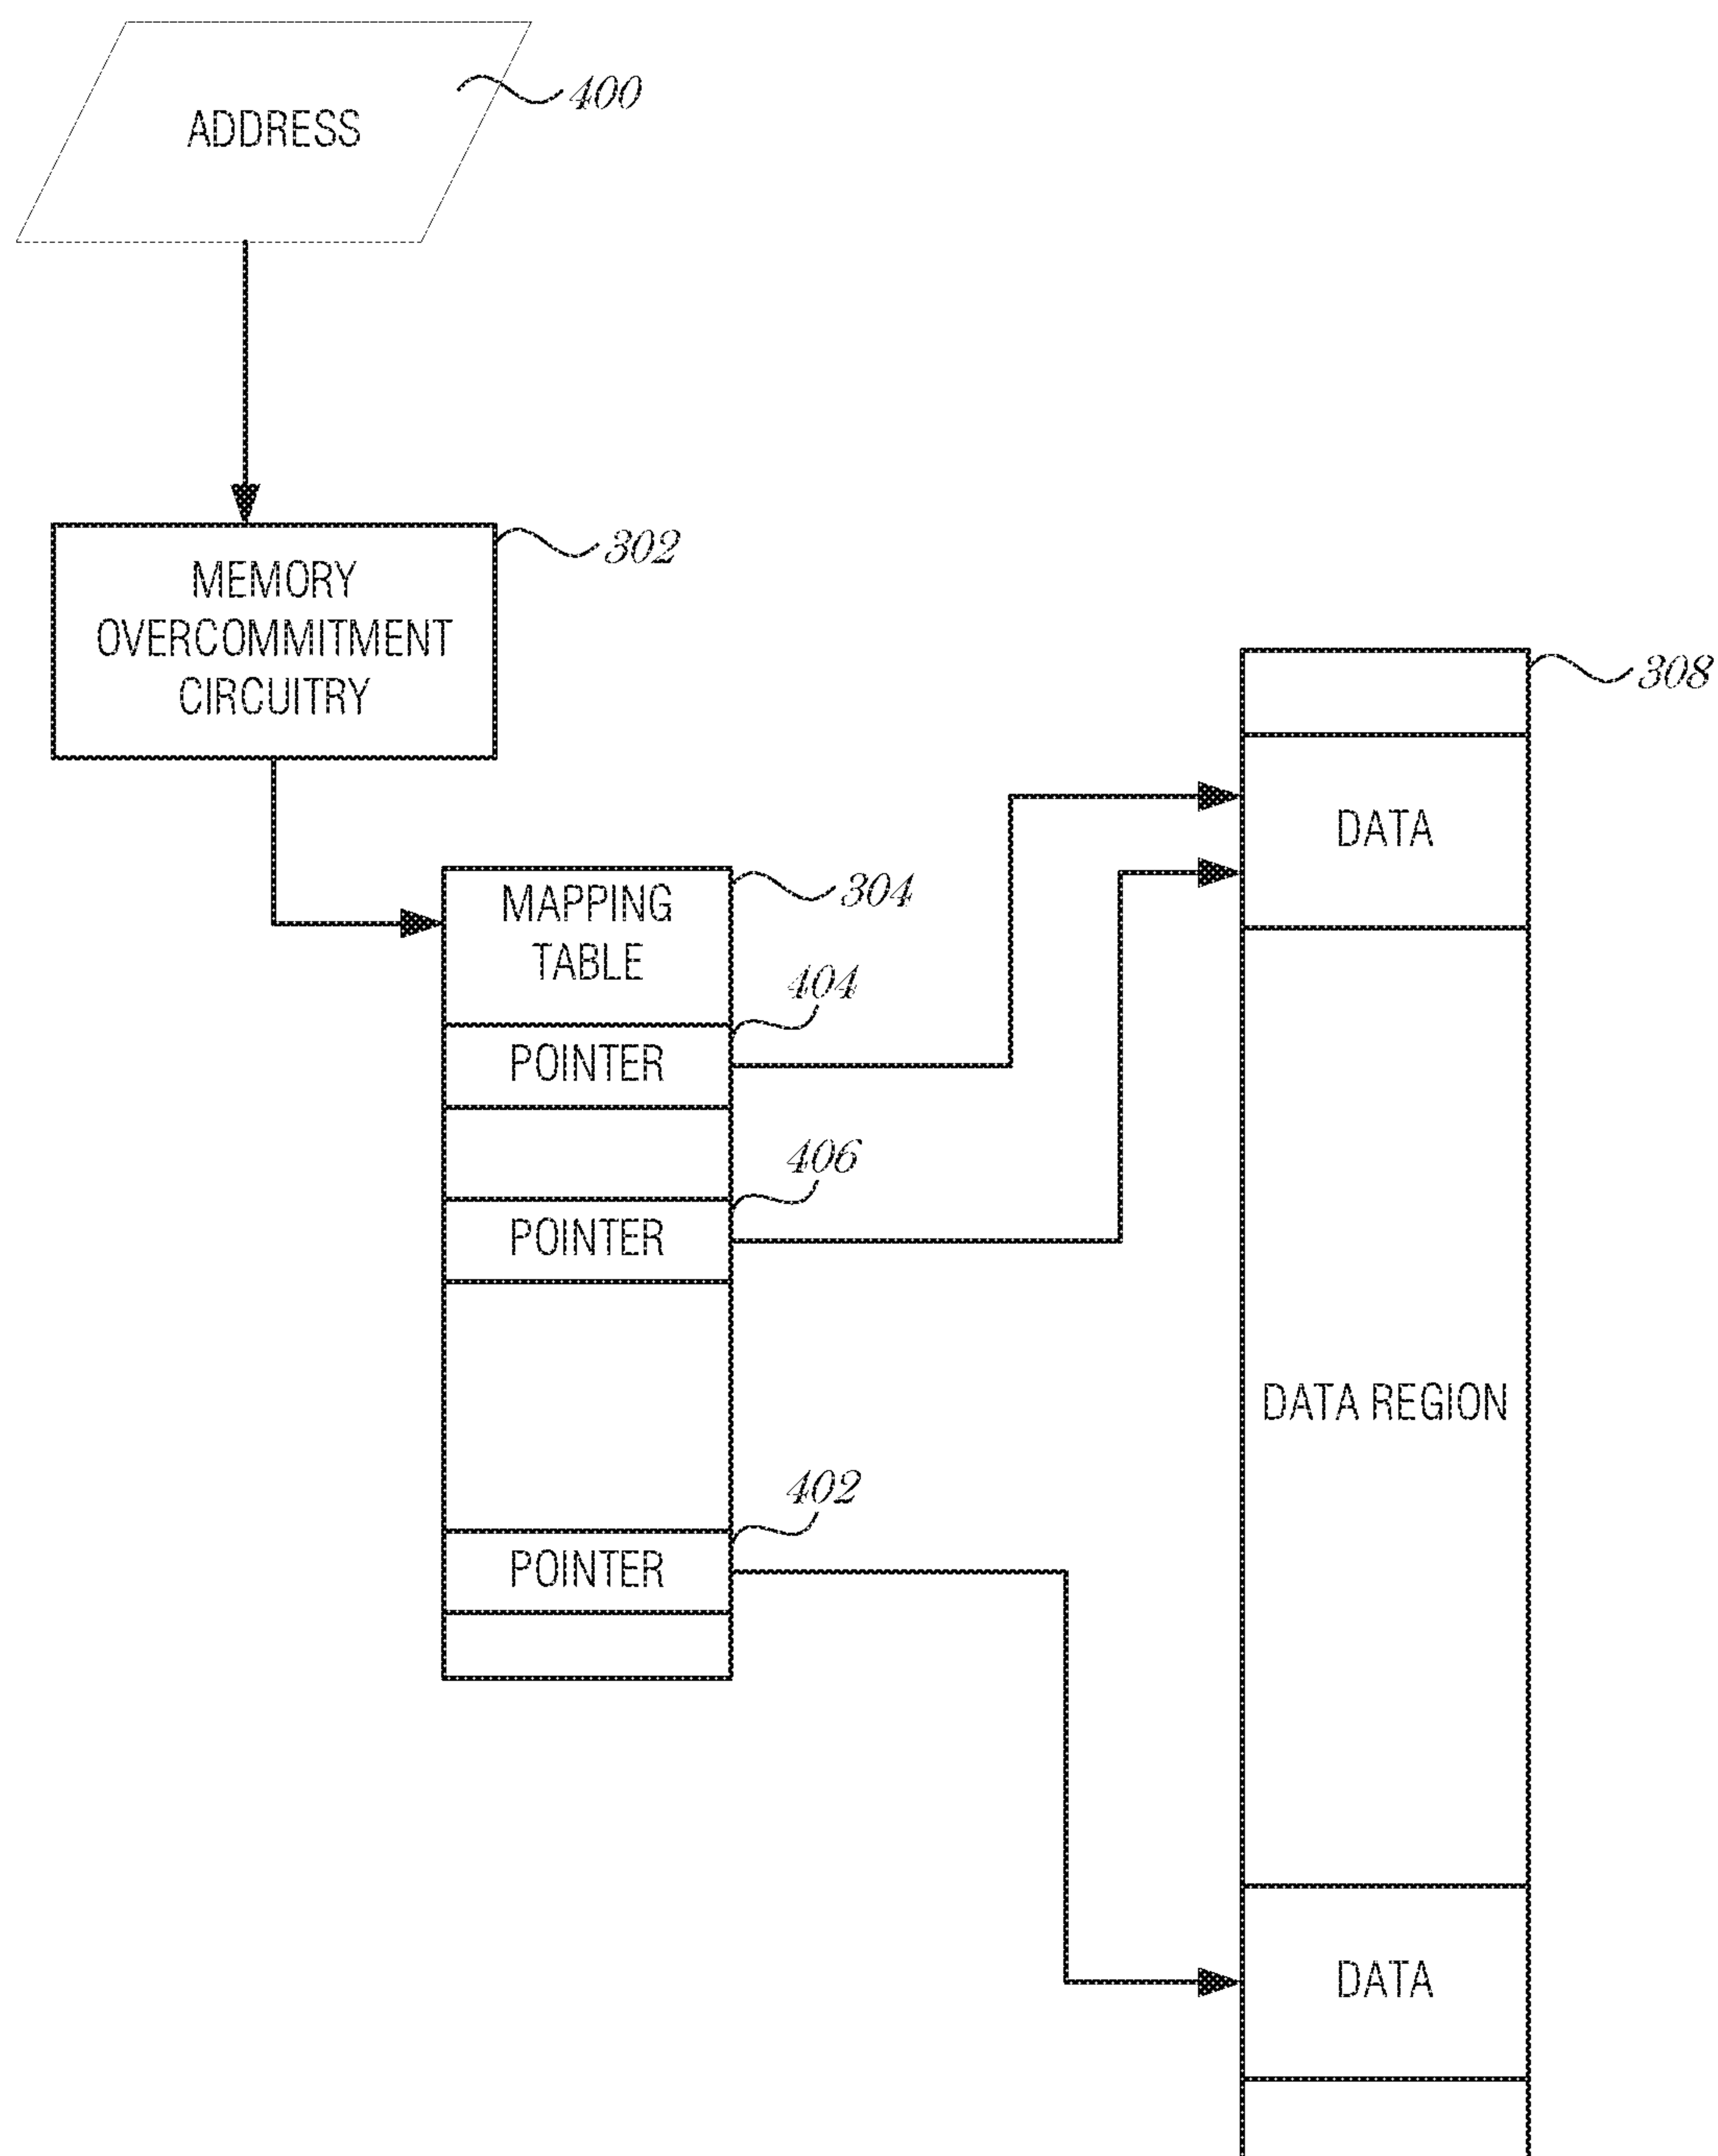 ADDRESS
400
MEMORY
OVERCOMMITMENT
CIRCUITRY
302
308
DATA
MAPPING
TABLE
304
404
POINTER
406
POINTER
DATA REGION
402
POINTER
DATA